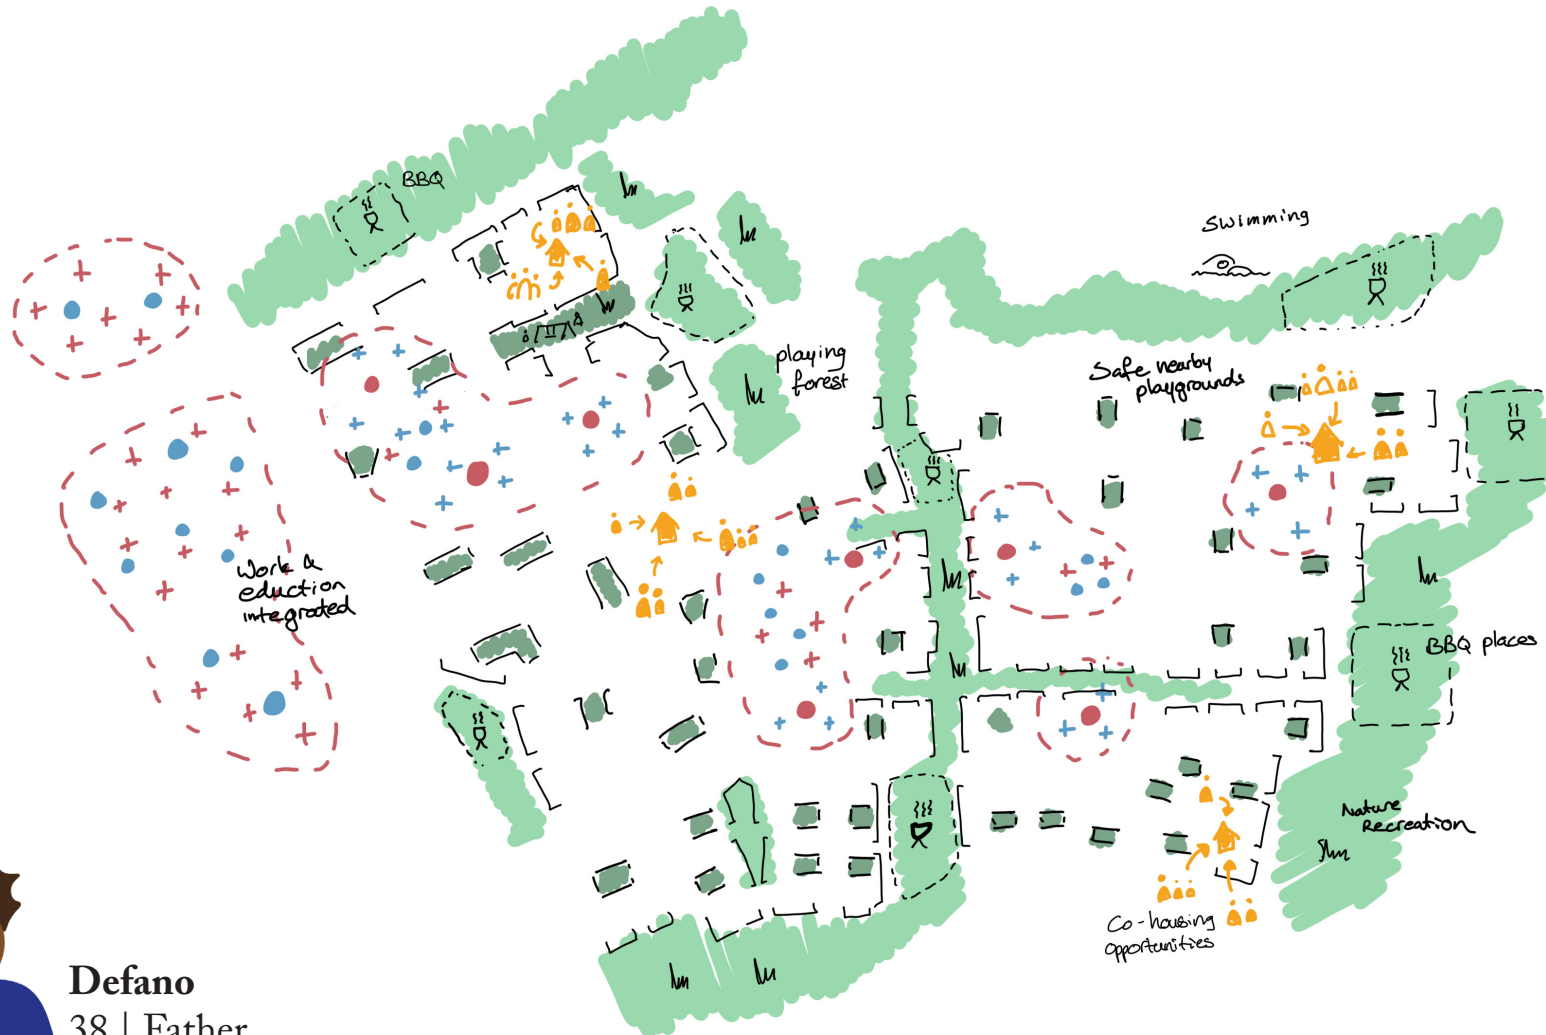 BBQ
Swimming
playing
forest
Safe nearby
playgrounds
Work &
eduction
integrated
BBQ places
Nature
Recreation
Co-housing
opportunities
Defano
38 | Father